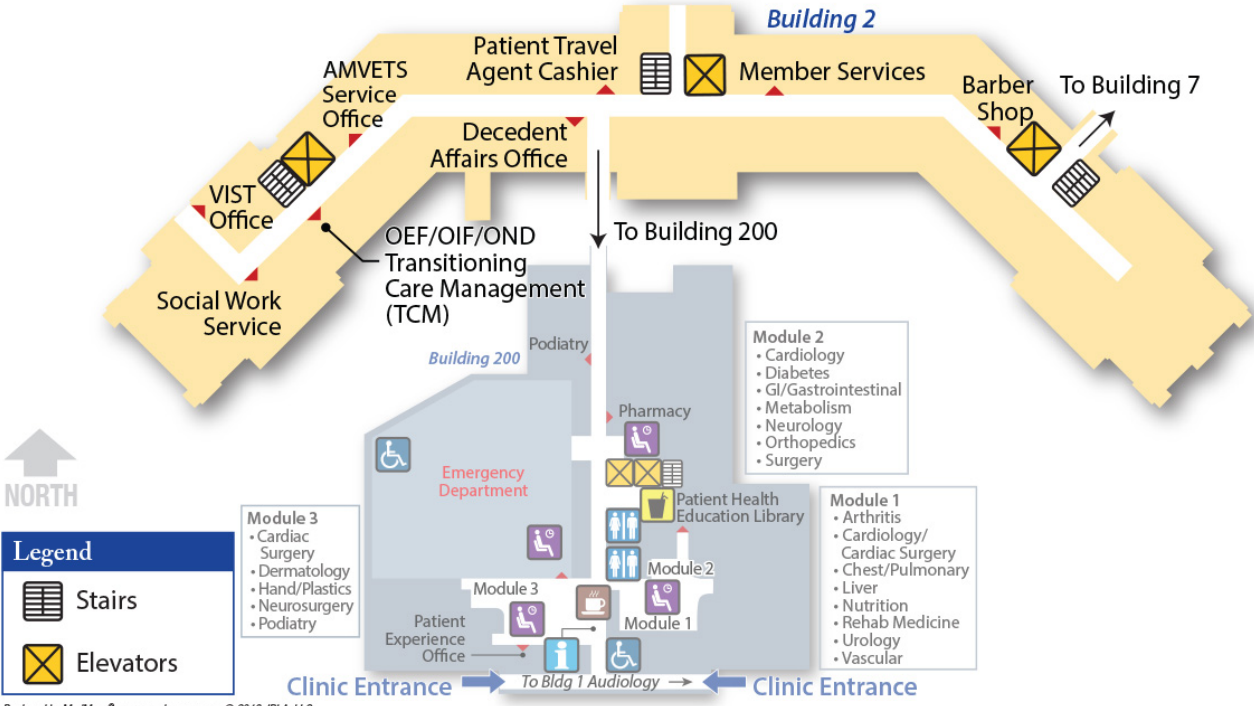 Building 2
Patient Travel
Agent Cashier
Member Services
AMVETS
Service
Office
Barber
Shop
To Building 7
Decedent
Affairs Office
VIST
Office
OEF/OIF/OND
Transitioning
Care Management
(TCM)
To Building 200
Social Work
Service
Building 200
Podiatry
Module 2
• Cardiology
• Diabetes
• GI/Gastrointestinal
• Metabolism
• Neurology
• Orthopedics
• Surgery
Pharmacy
NORTH
Emergency
Department
Patient Health
Education Library
Module 1
• Arthritis
• Cardiology/
Cardiac Surgery
• Chest/Pulmonary
• Liver
• Nutrition
• Rehab Medicine
• Urology
• Vascular
Module 3
• Cardiac
Surgery
• Dermatology
• Hand/Plastics
• Neurosurgery
• Podiatry
Legend
Stairs
Elevators
Module 2
Module 3
Module 1
Patient
Experience
Office
i
Clinic Entrance
To Bldg 1 Audiology
Clinic Entrance